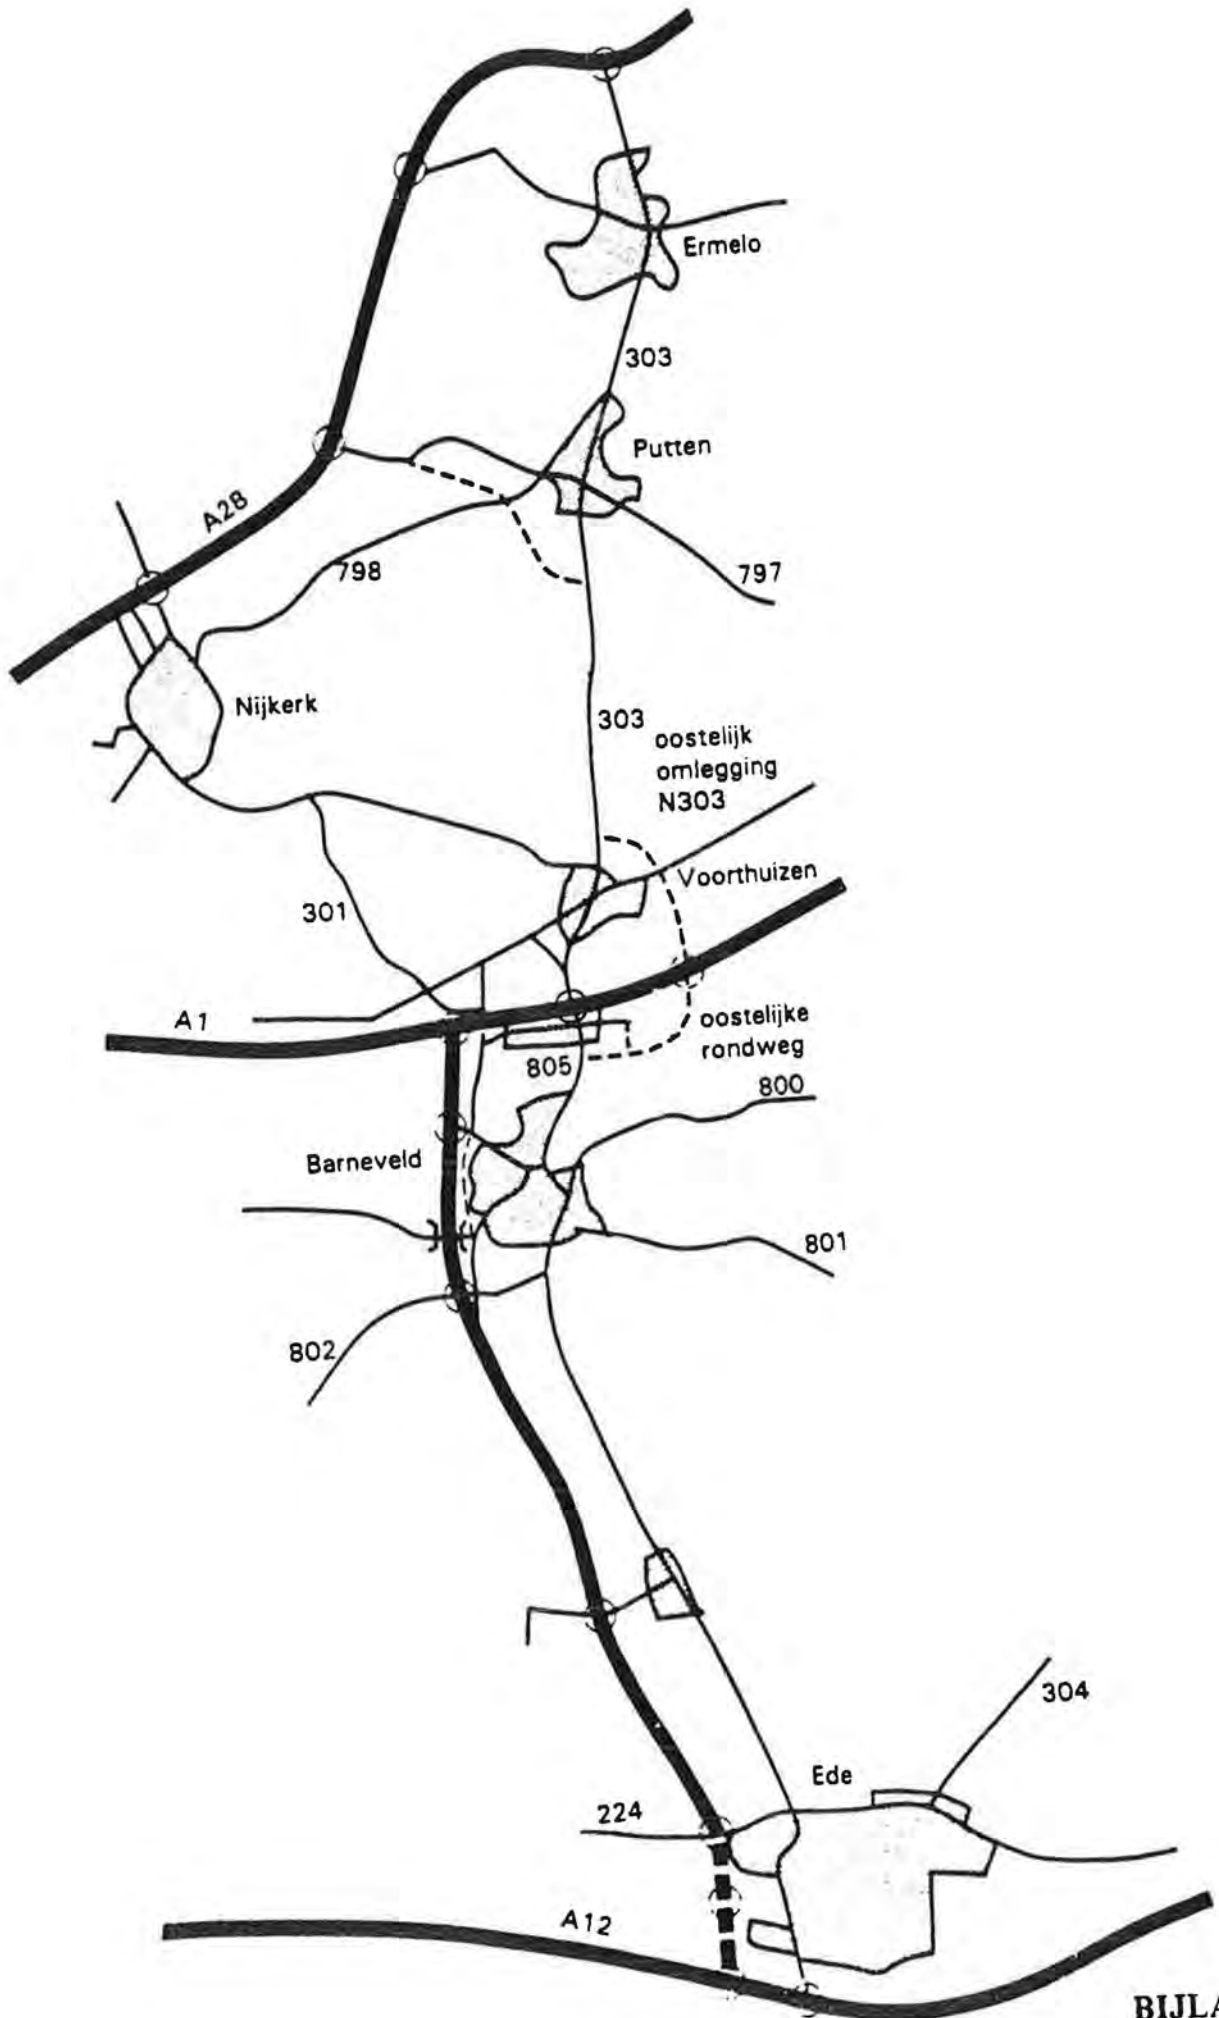 Ermelo
303
Putten
A28
798
797
Nijkerk
303
oostelijk
omlegging
N303
Voorthuizen
301
A1
oostelijke
rondweg
805
800
Barneveld
801
802
304
Ede
224
A12
BIJLA